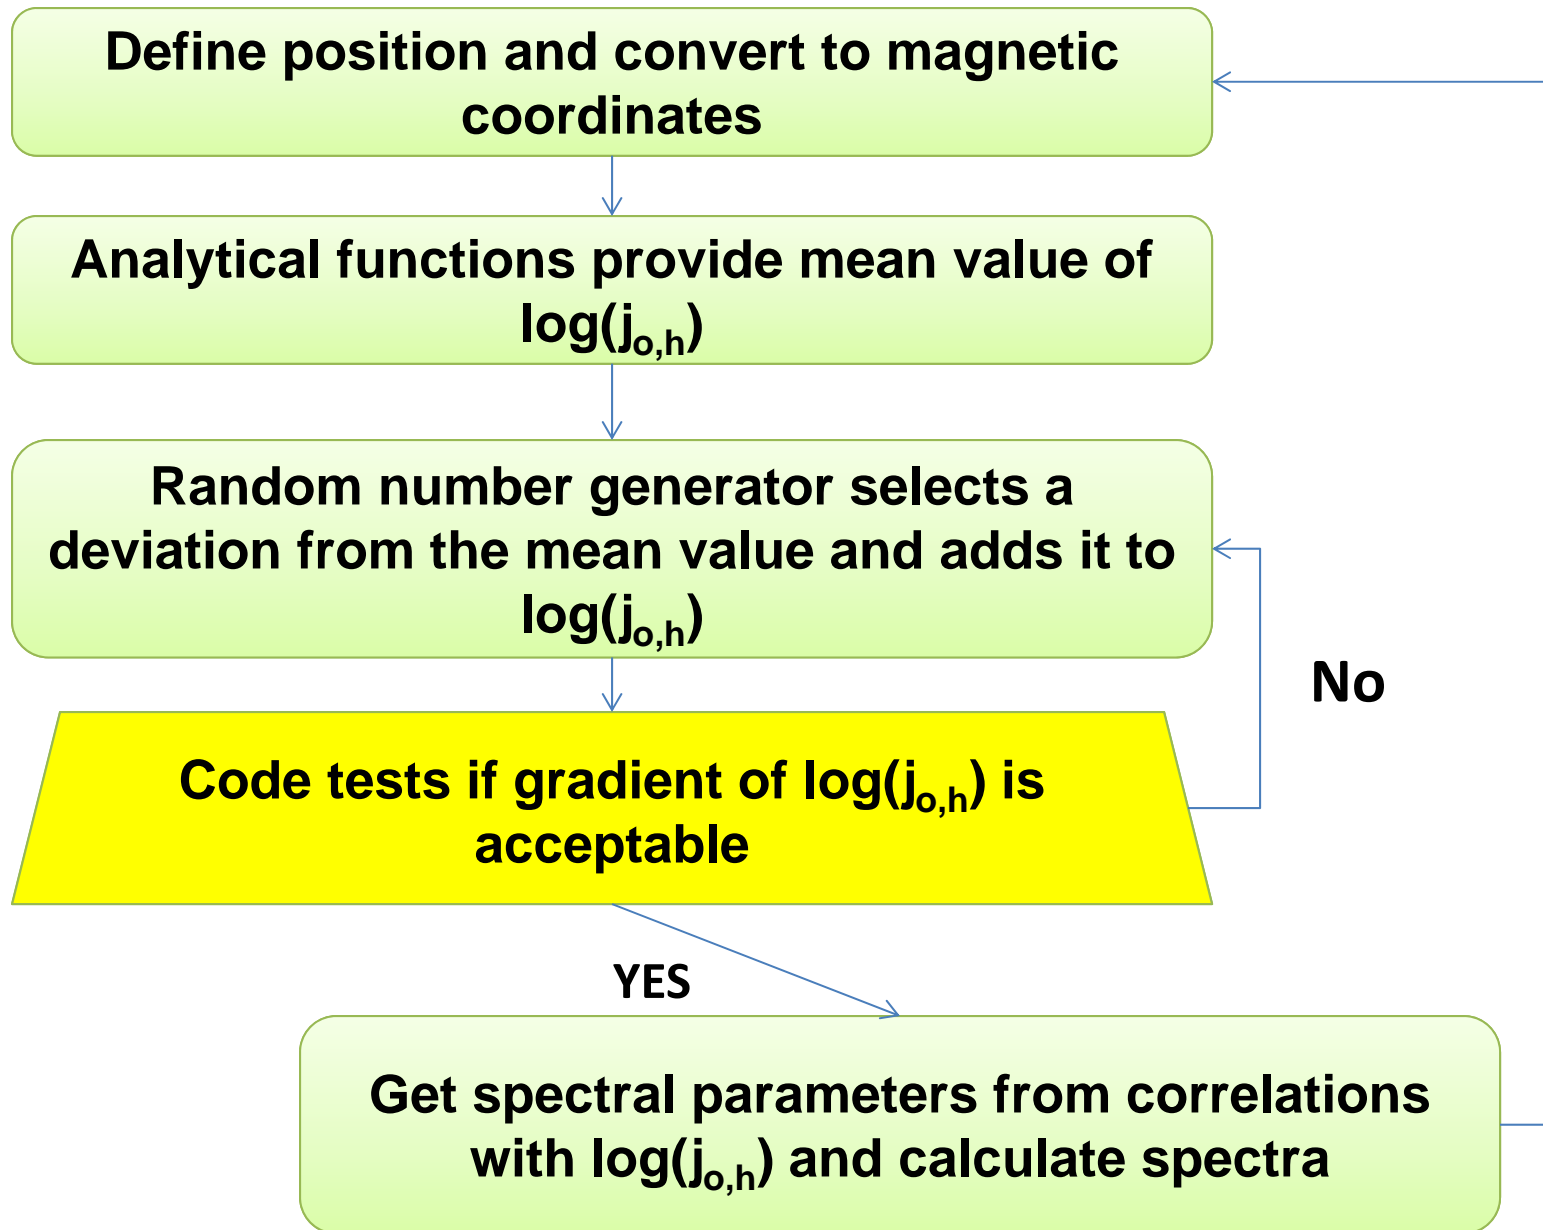 Define position and convert to magnetic
coordinates
Analytical functions provide mean value of
log(j₀,ₕ)
Random number generator selects a
deviation from the mean value and adds it to
log(jₒ,ₕ)
No
Code tests if gradient of log(jₒ,ₕ) is
acceptable
YES
Get spectral parameters from correlations
with log(jₒ,ₕ) and calculate spectra